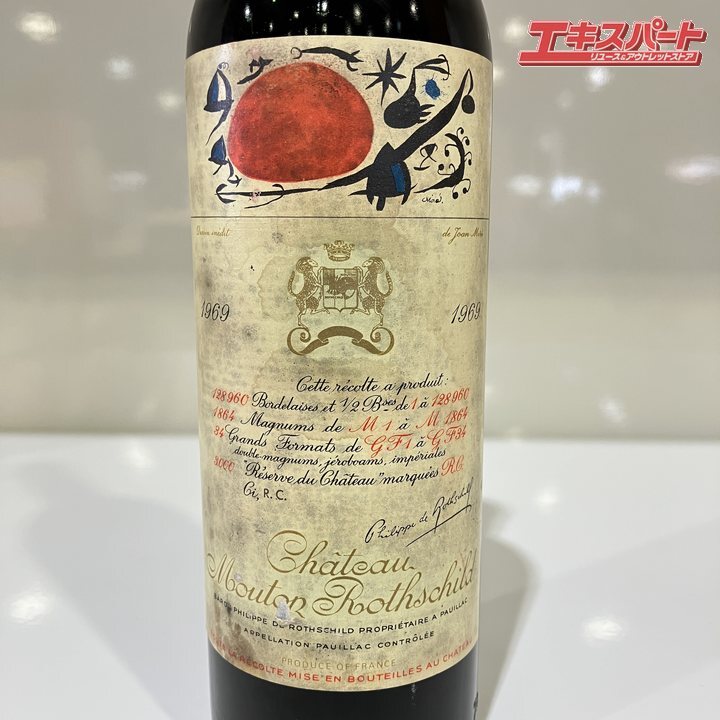 エキスパート
リユース&アウトレットストア
Miró.
Dessin inédit de Joan Miró
1969 1969
Cette récolte a produit:
128960 Bordelaises et 1/2 Bses de 1 à 128960
1864 Magnums de M 1 à M 1864
34 Grands Formats de GF1 à GF34
double-magnums, jéroboams, impériales
3000 "Réserve du Château" marquées R.C.
Ci, R.C.
Philippe de Rothschild
Château
Mouton Rothschild
BARON PHILIPPE DE ROTHSCHILD PROPRIÉTAIRE A PAUILLAC
APPELLATION PAUILLAC CONTRÔLÉE
PRODUCE OF FRANCE
LA RÉCOLTE MISE EN BOUTEILLES AU CHÂTEAU